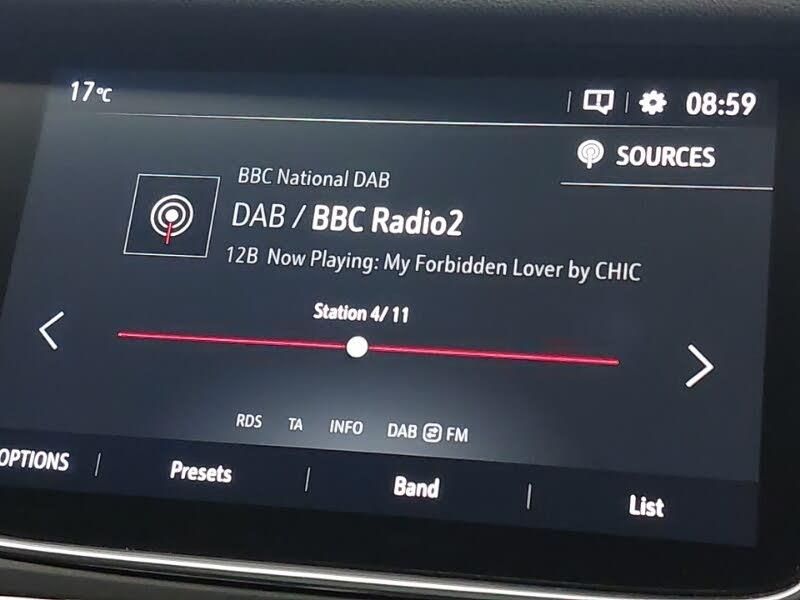 17°C
08:59
SOURCES
BBC National DAB
DAB / BBC Radio2
12B Now Playing: My Forbidden Lover by CHIC
Station 4/11
RDS TA INFO DAB FM
OPTIONS Presets Band List